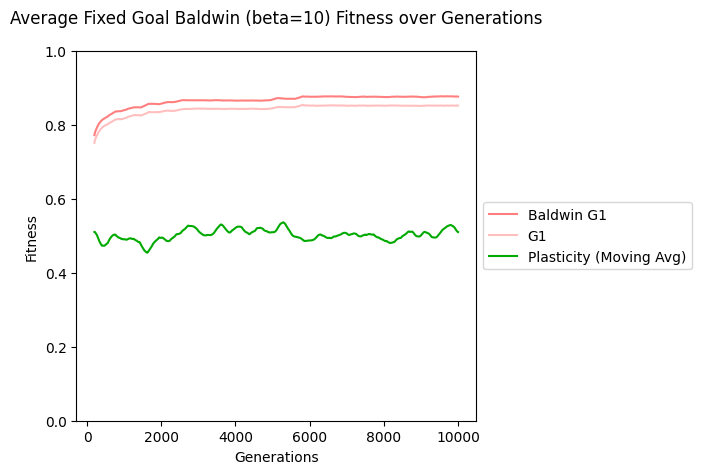 Average Fixed Goal Baldwin (beta=10) Fitness over Generations
1.0
0.8
0.6
0.4
0.2
0.0
Fitness
0
2000
4000
6000
8000
10000
Generations
Baldwin G1
G1
Plasticity (Moving Avg)